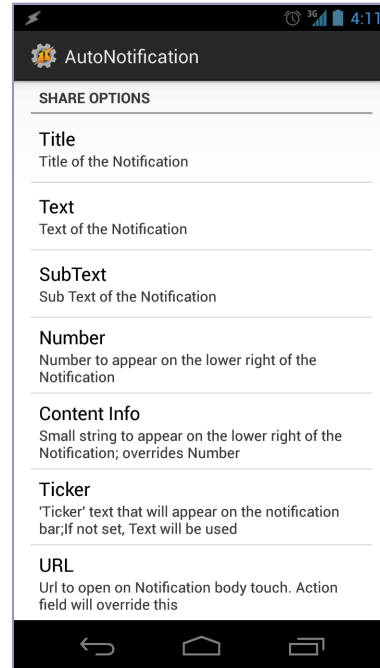 3G 4:11
AutoNotification
SHARE OPTIONS
Title
Title of the Notification
Text
Text of the Notification
SubText
Sub Text of the Notification
Number
Number to appear on the lower right of the
Notification
Content Info
Small string to appear on the lower right of the
Notification; overrides Number
Ticker
'Ticker' text that will appear on the notification
bar;If not set, Text will be used
URL
Url to open on Notification body touch. Action
field will override this